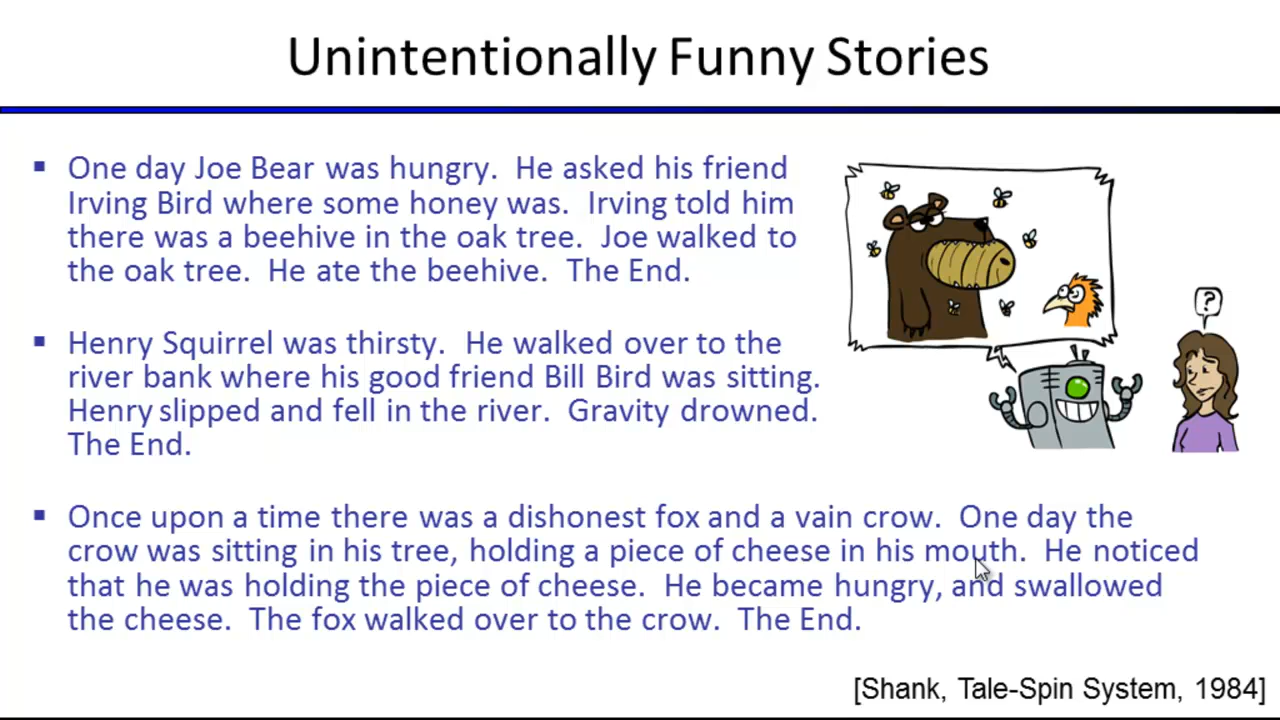 Unintentionally Funny Stories
▪ One day Joe Bear was hungry. He asked his friend
Irving Bird where some honey was. Irving told him
there was a beehive in the oak tree. Joe walked to
the oak tree. He ate the beehive. The End.
?
▪ Henry Squirrel was thirsty. He walked over to the
river bank where his good friend Bill Bird was sitting.
Henry slipped and fell in the river. Gravity drowned.
The End.
▪ Once upon a time there was a dishonest fox and a vain crow. One day the
crow was sitting in his tree, holding a piece of cheese in his mouth. He noticed
that he was holding the piece of cheese. He became hungry, and swallowed
the cheese. The fox walked over to the crow. The End.
[Shank, Tale-Spin System, 1984]